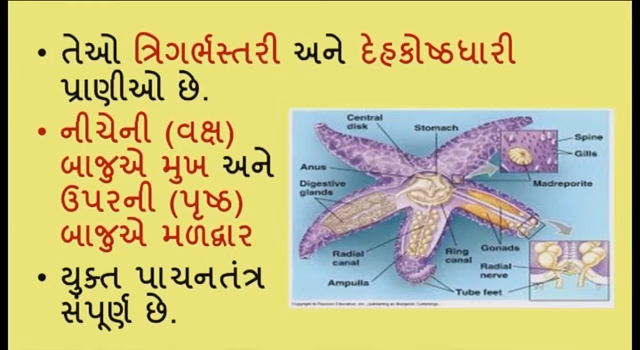 • તેઓ ત્રિગર્ભસ્તરી અને દેહકોષ્ઠધારી
પ્રાણીઓ છે.
• નીચેની (વક્ષ)
બાજુએ મુખ અને
ઉપરની (પૃષ્ઠ)
બાજુએ મળદ્વાર
• યુક્ત પાચનતંત્ર
સંપૂર્ણ છે.
Central
disk
Stomach
Spine
Gills
Anus
Madreporite
Digestive
glands
Radial
canal
Ring
canal
Gonads
Radial
nerve
Ampulla
Tube feet